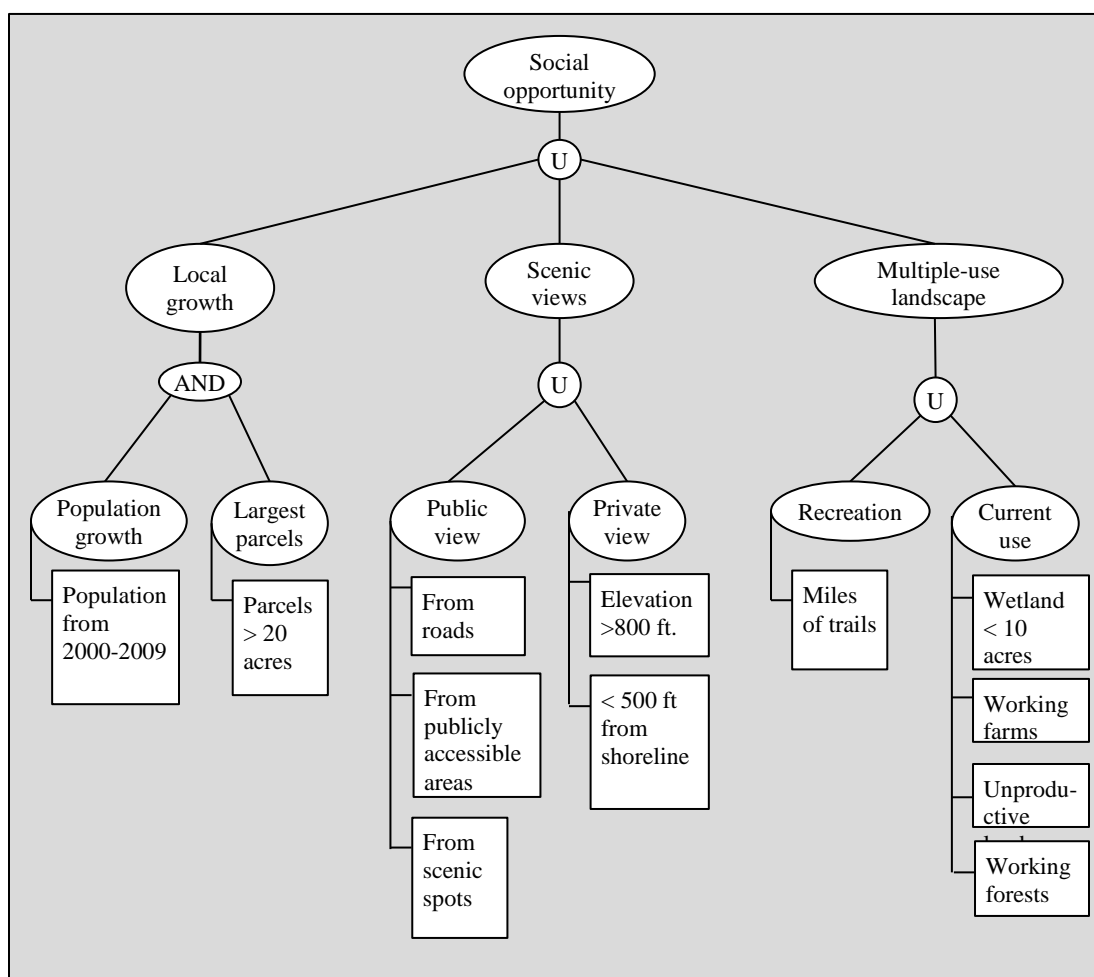 Social
opportunity
U
Local
growth
Scenic
views
Multiple-use
landscape
AND
U
U
Population
growth
Largest
parcels
Public
view
Private
view
Recreation
Current
use
Population
from
2000-2009
Parcels
> 20
acres
From
roads
From
publicly
accessible
areas
From
scenic
spots
Elevation
>800 ft.
< 500 ft
from
shoreline
Miles
of trails
Wetland
< 10
acres
Working
farms
Unprodu-
ctive
Working
forests